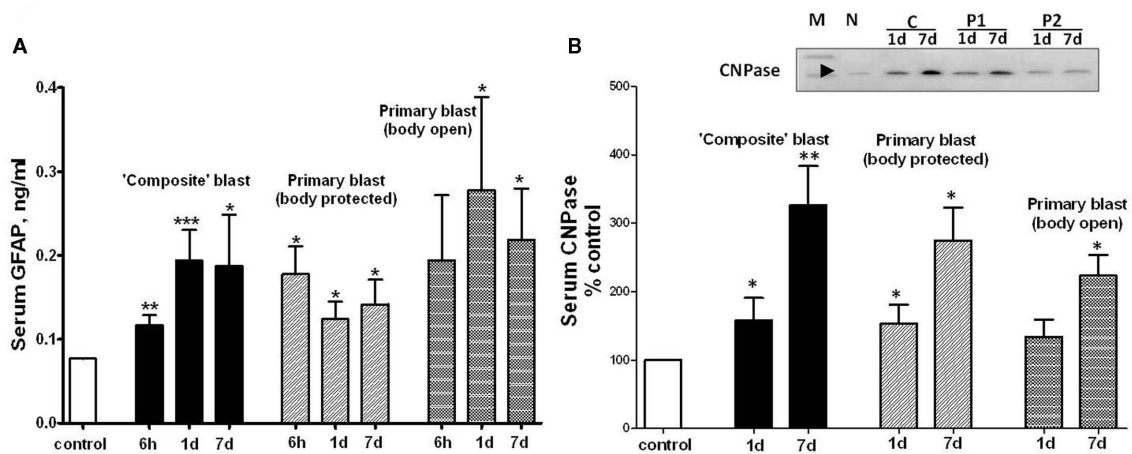 A
Serum GFAP, ng/ml
0.4
0.3
0.2
0.1
0.0
'Composite' blast
Primary blast
(body protected)
Primary blast
(body open)
** *** *
* * *
* *
control 6h 1d 7d 6h 1d 7d 6h 1d 7d
B
M N C P1 P2
1d 7d 1d 7d 1d 7d
CNPase
Serum CNPase
% control
500
400
300
200
100
0
'Composite' blast
Primary blast
(body protected)
Primary blast
(body open)
* **
* *
*
control 1d 7d 1d 7d 1d 7d